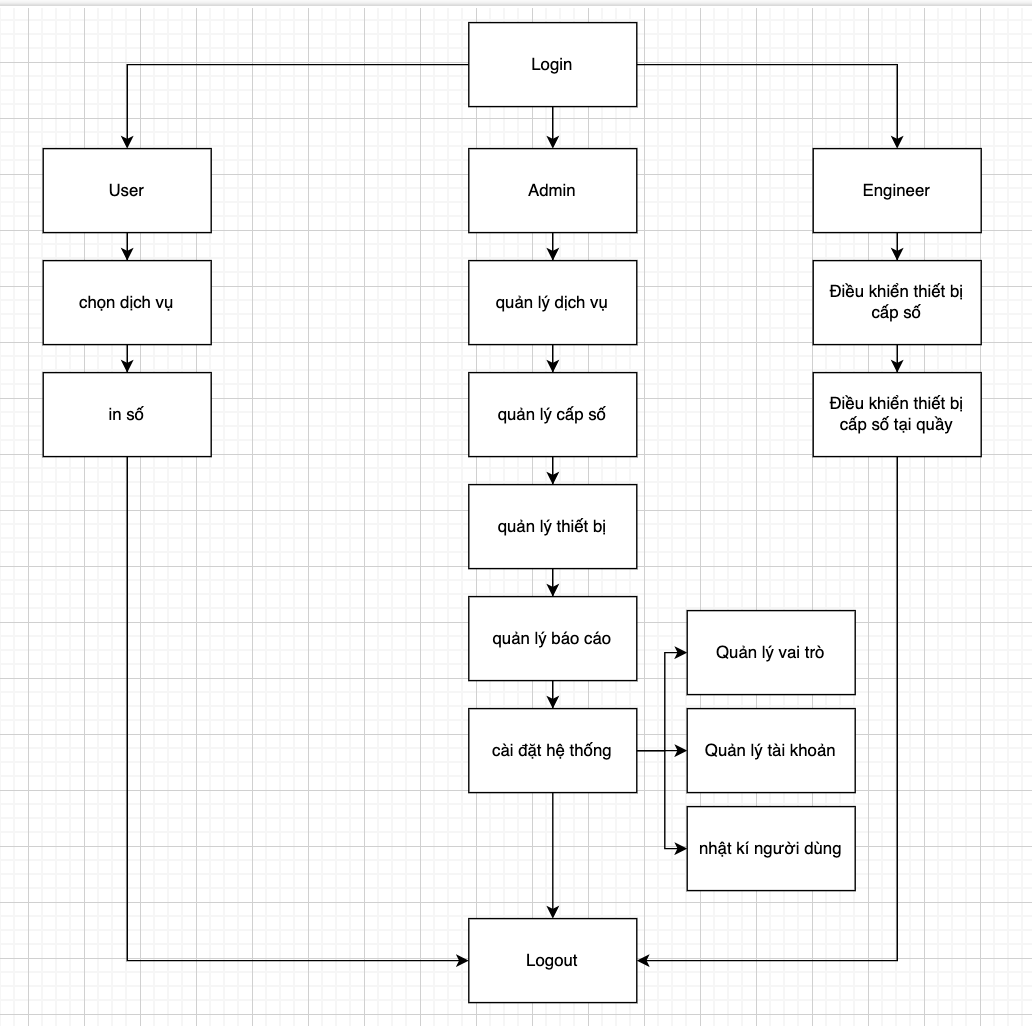 Login
User
Admin
Engineer
chọn dịch vụ
quản lý dịch vụ
Điều khiển thiết bị
cấp số
in số
quản lý cấp số
Điều khiển thiết bị
cấp số tại quầy
quản lý thiết bị
quản lý báo cáo
Quản lý vai trò
cài đặt hệ thống
Quản lý tài khoản
nhật kí người dùng
Logout